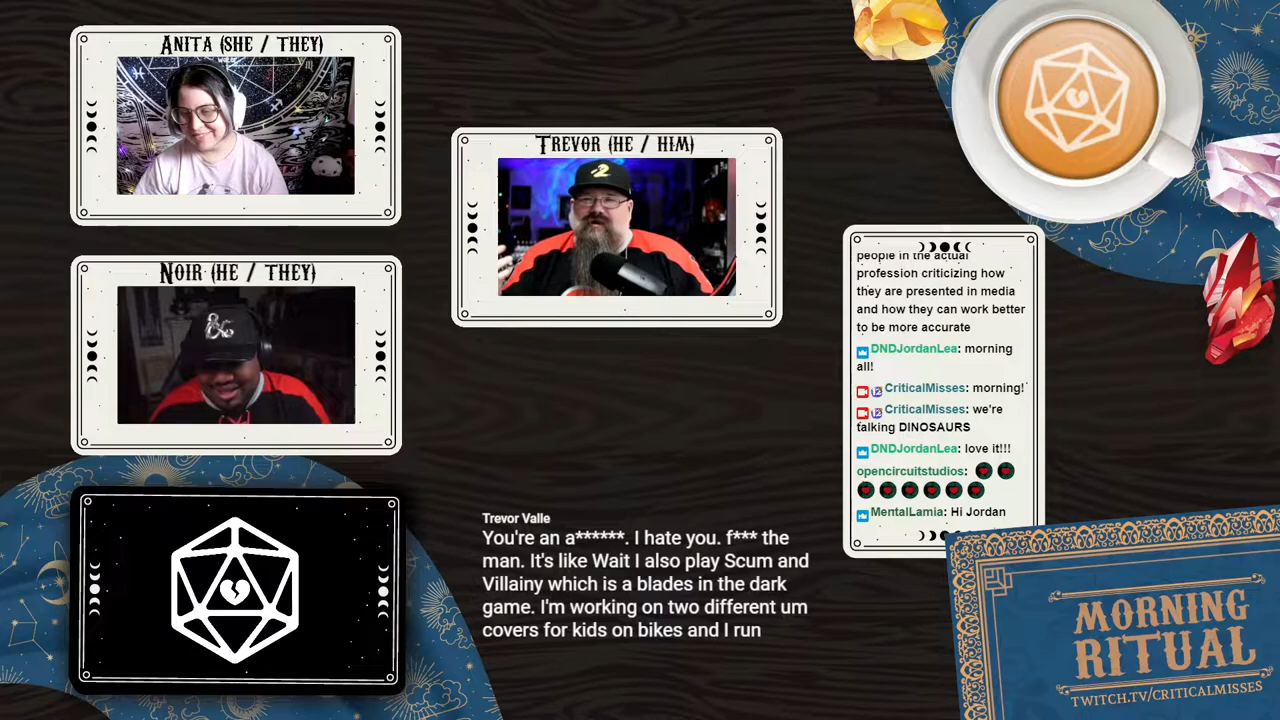 ANITA (SHE / THEY)
TREVOR (HE / HIM)
NOIR (HE / THEY)
people in the actual
profession criticizing how
they are presented in media
and how they can work better
to be more accurate
DNDJordanLea: morning
all!
CriticalMisses: morning!
CriticalMisses: we're
talking DINOSAURS
DNDJordanLea: love it!!!
opencircuitstudios:
MentalLamia: Hi Jordan
Trevor Valle
You're an a******. I hate you. f*** the
man. It's like Wait I also play Scum and
Villainy which is a blades in the dark
game. I'm working on two different um
covers for kids on bikes and I run
MORNING
RITUAL
TWITCH.TV/CRITICALMISSES